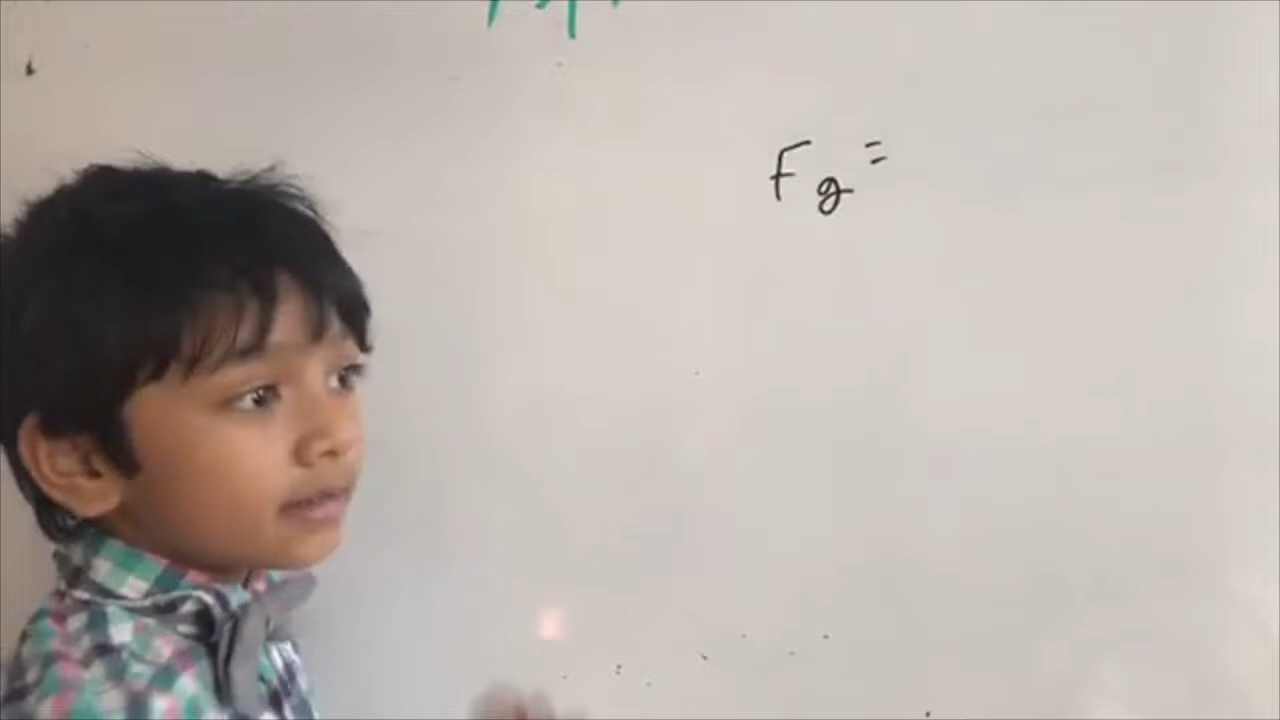 Fg =